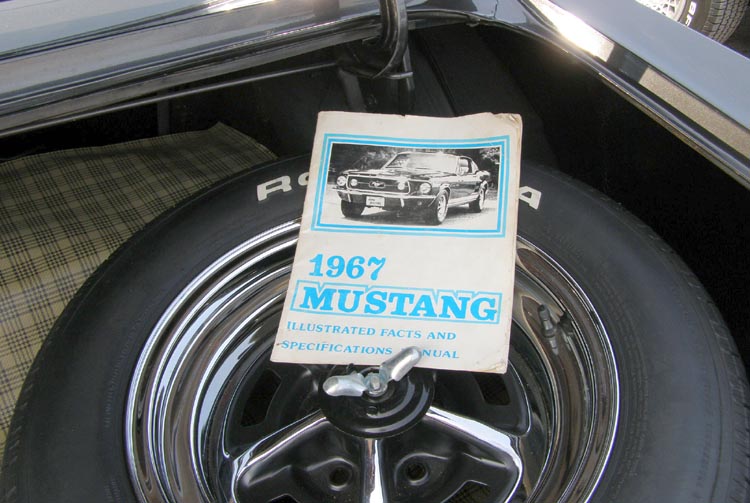 1967
MUSTANG
ILLUSTRATED FACTS AND
SPECIFICATIONS